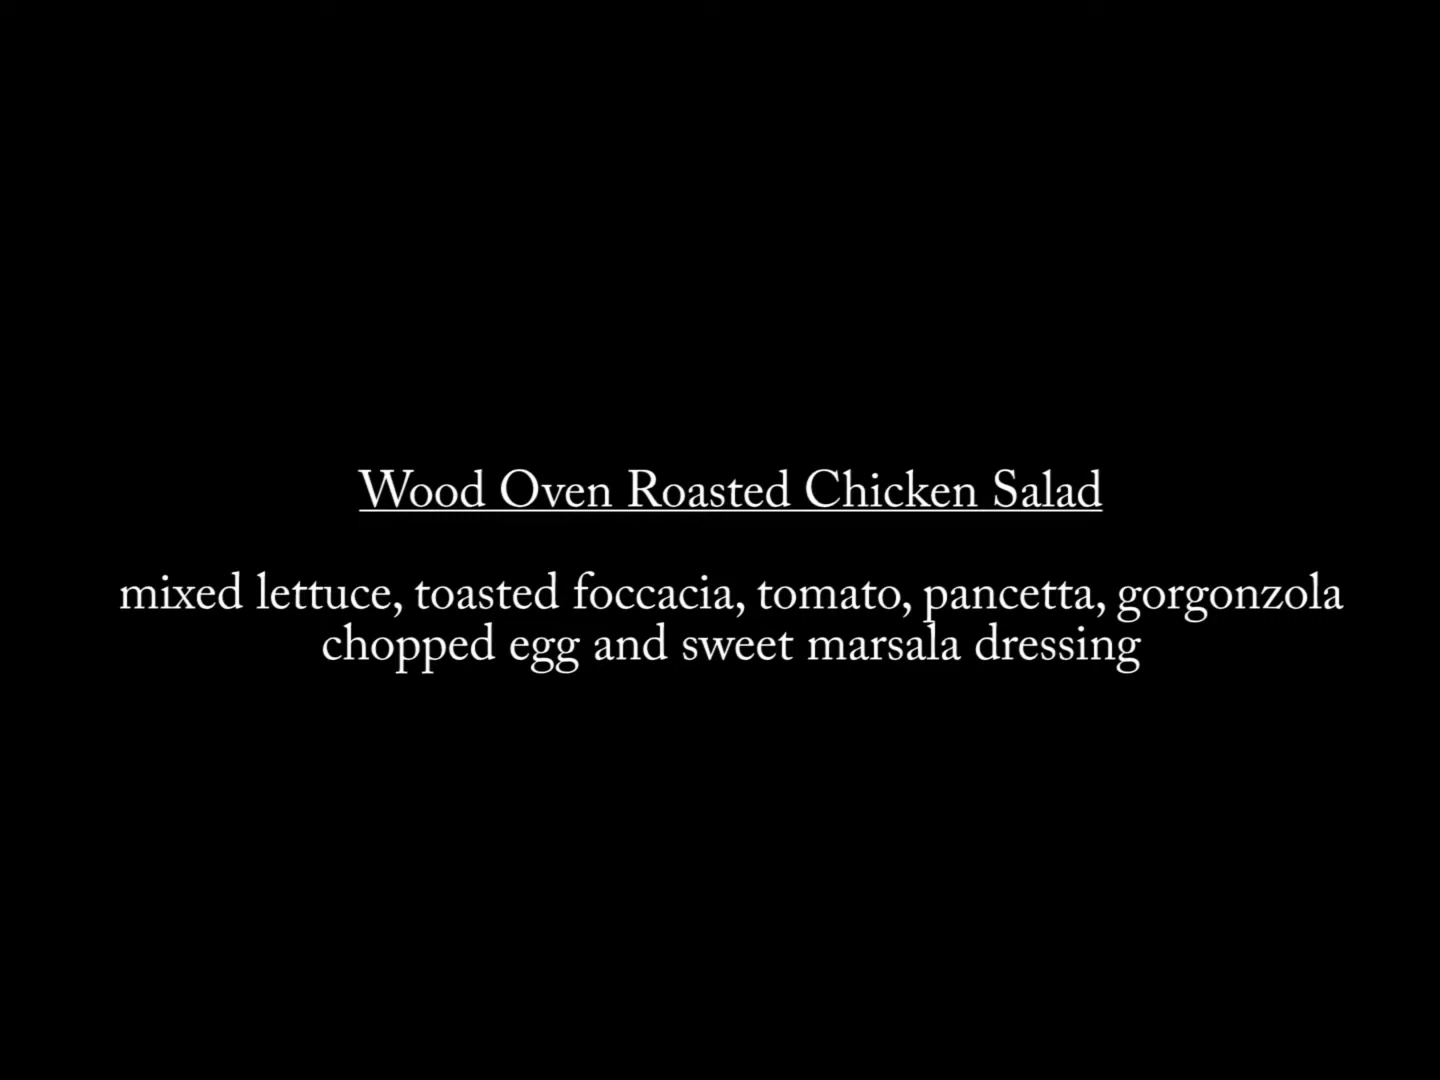 Wood Oven Roasted Chicken Salad
mixed lettuce, toasted foccacia, tomato, pancetta, gorgonzola
chopped egg and sweet marsala dressing